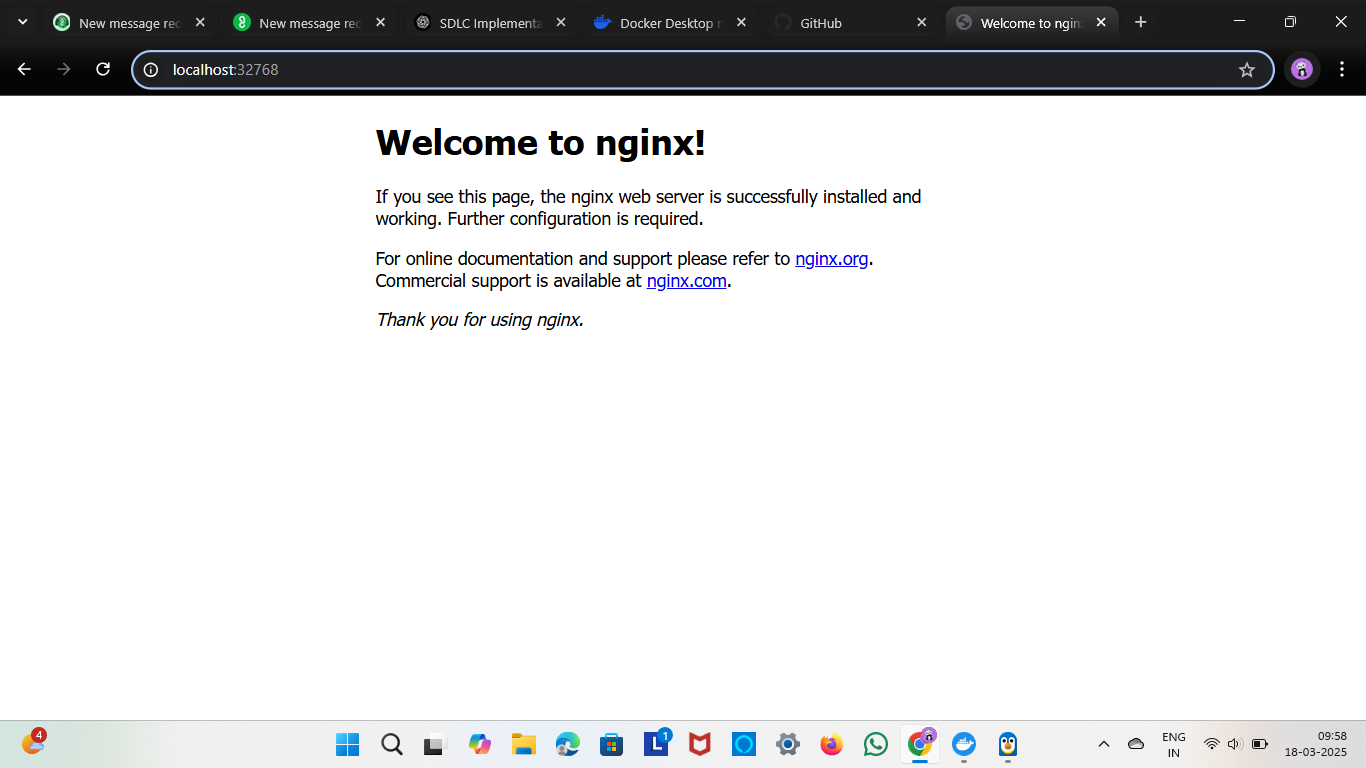 New message rec
New message rec
SDLC Implementa
Docker Desktop r
GitHub
Welcome to ngin
localhost:32768
Welcome to nginx!
If you see this page, the nginx web server is successfully installed and
working. Further configuration is required.
For online documentation and support please refer to nginx.org.
Commercial support is available at nginx.com.
Thank you for using nginx.
4
L
1
ENG
IN
09:58
18-03-2025